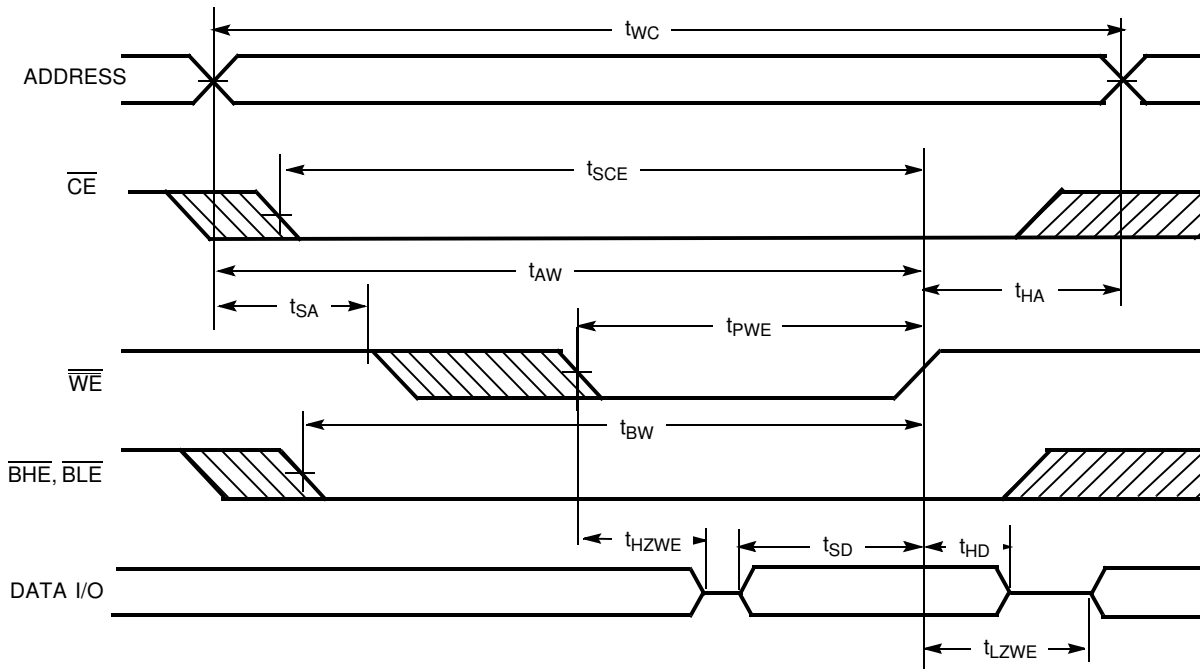 tWC
ADDRESS
tSCE
CE
tAW
tSA
tHA
tPWE
WE
tBW
BHE, BLE
tHZWE
tSD
tHD
DATA I/O
tLZWE